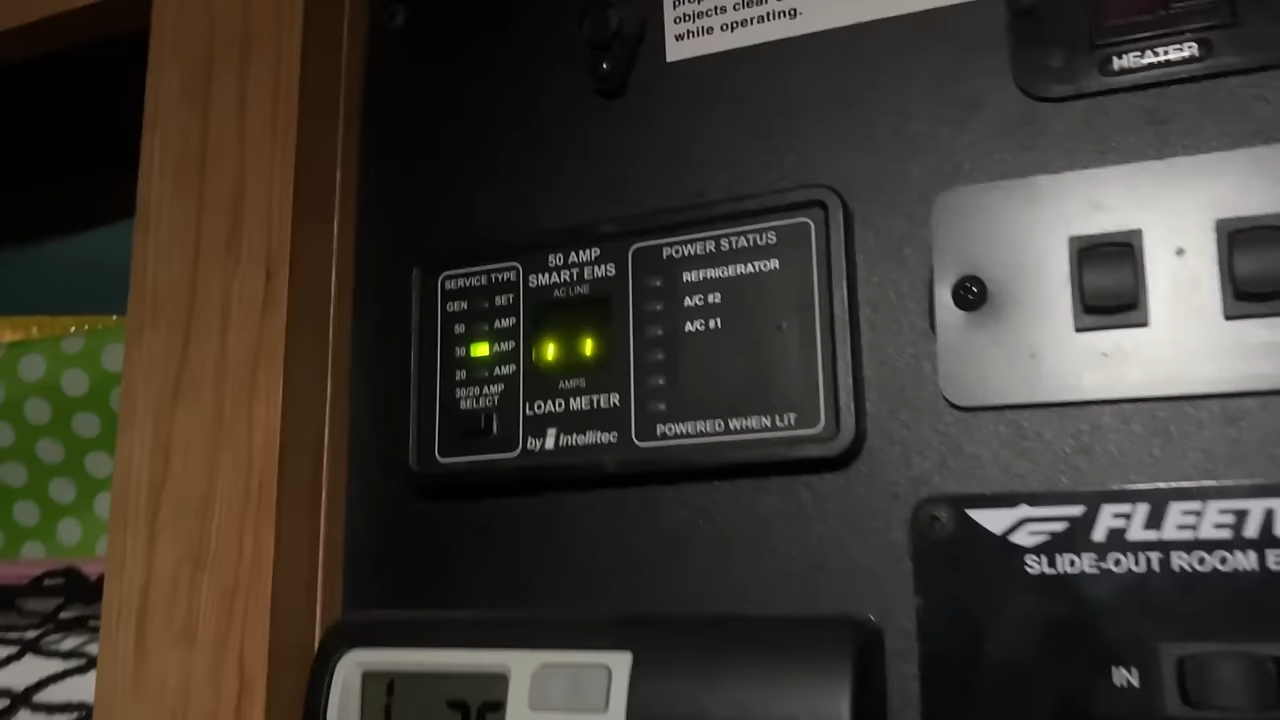 objects clear
while operating.
HEATER
SERVICE TYPE
GEN SET
50 AMP
30 AMP
20 AMP
30/20 AMP
SELECT
50 AMP
SMART EMS
AC LINE
AMPS
LOAD METER
by Intellitec
POWER STATUS
REFRIGERATOR
A/C #2
A/C #1
POWERED WHEN LIT
SLIDE-OUT ROOM
IN